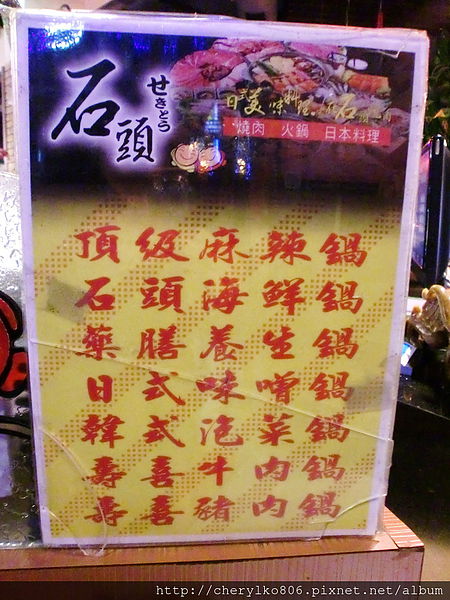 石頭
せきとう
燒肉 火鍋 日本料理
頂級麻辣鍋
石頭海鮮鍋
藥膳養生鍋
日式味噌鍋
韓式泡菜鍋
壽喜牛肉鍋
壽喜豬肉鍋
http://cherylko806.pixnet.net/album